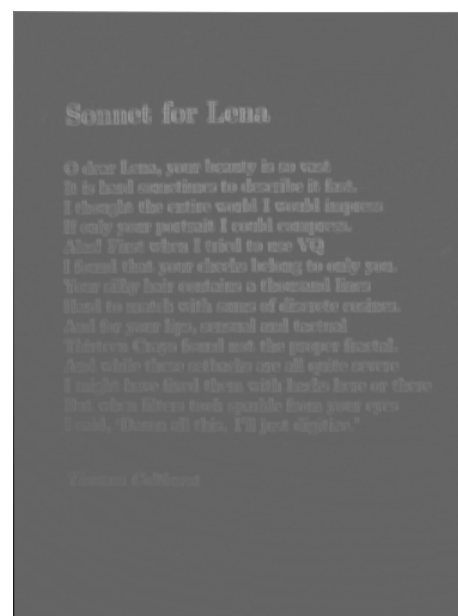 Sonnet for Lena
O dear Lena, your beauty is so vast
It is hard sometimes to describe it fast.
I thought the entire world I would impress
If only your portrait I could compress.
Alas! First when I tried to use VQ
I found that your cheeks belong to only you.
Your silky hair contains a thousand lines
Hard to match with sums of discrete cosines.
And for your lips, sensual and tactual
Thirteen Crays found not the proper fractal.
And while these setbacks are all quite severe
I might have fixed them with hacks here or there
But when filters took sparkle from your eyes
I said, "Damn all this. I'll just digitize."
Thomas Colthurst